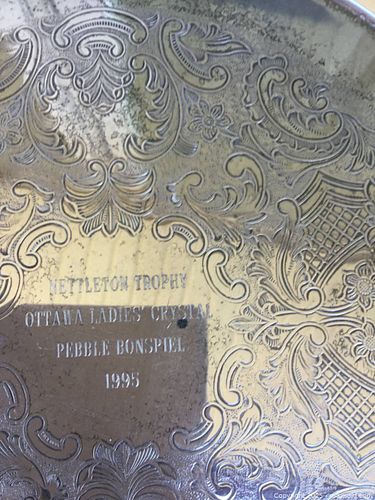 NETTLETON TROPHY
OTTAWA LADIES' CRYSTAL
PEBBLE BONSPIEL
1995